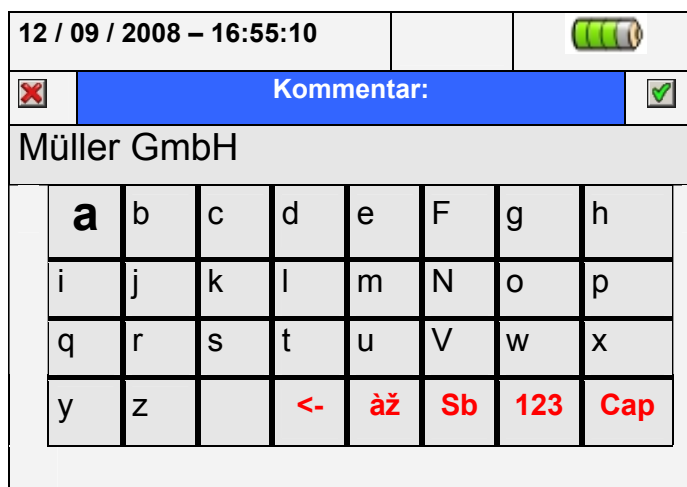 12 / 09 / 2008 – 16:55:10
Kommentar:
Müller GmbH
a b c d e F g h
i j k l m N o p
q r s t u V w x
y z <- àž Sb 123 Cap